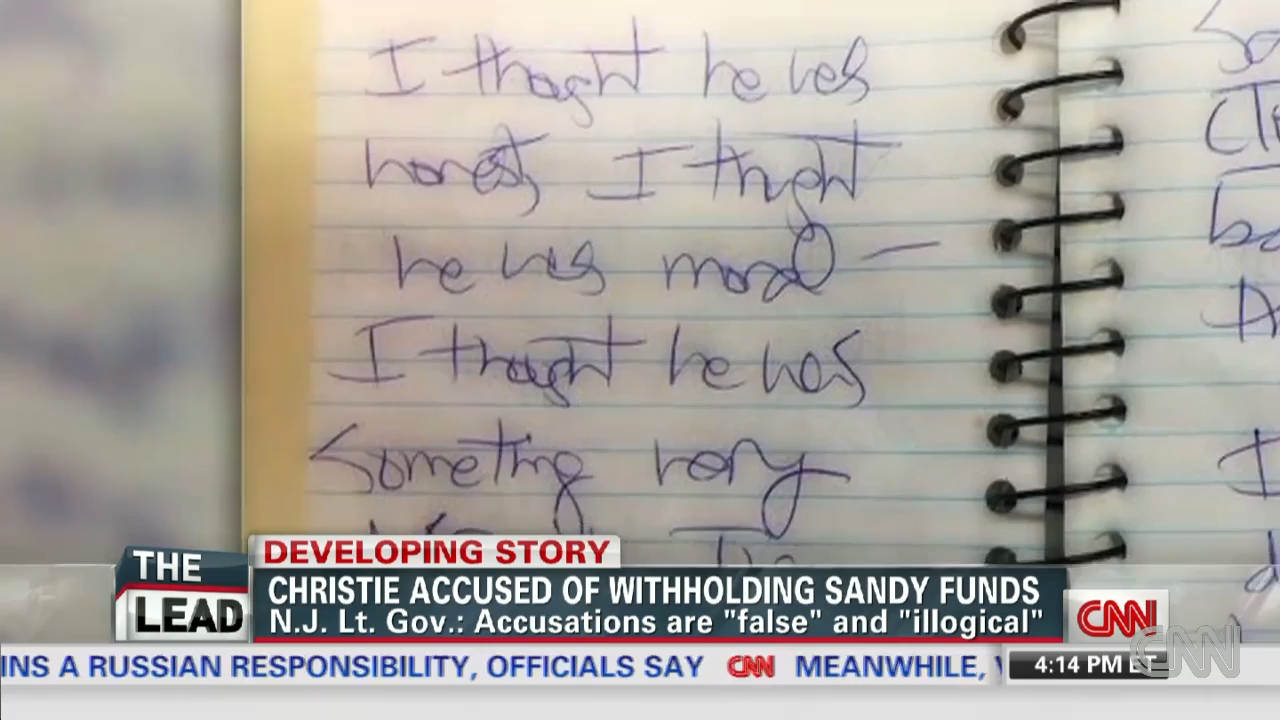 I thought he was
honest, I thought
he was moral —
I thought he was
something very
THE LEAD
DEVELOPING STORY
CHRISTIE ACCUSED OF WITHHOLDING SANDY FUNDS
N.J. Lt. Gov.: Accusations are "false" and "illogical"
CNN
INS A RUSSIAN RESPONSIBILITY, OFFICIALS SAY CNN MEANWHILE,
4:14 PM ET
CNN